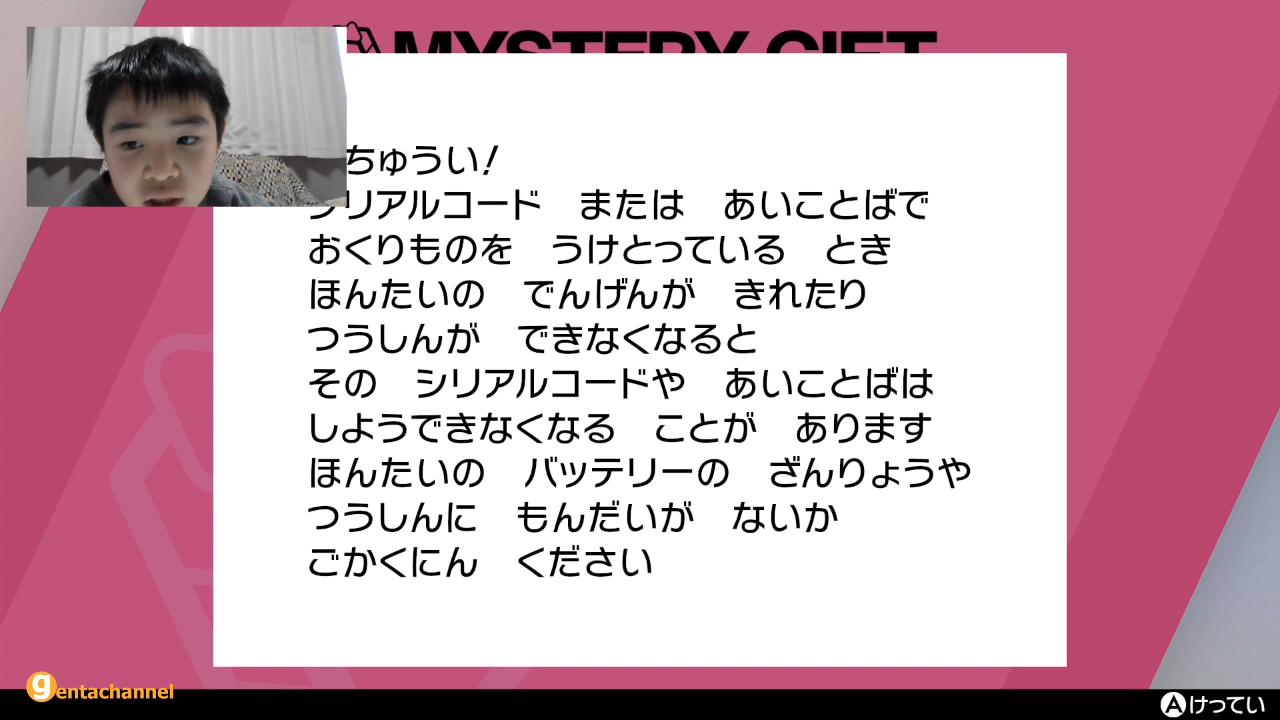 MYSTERY GIFT
ちゅうい!
シリアルコード　または　あいことばで
おくりものを　うけとっている　とき
ほんたいの　でんげんが　きれたり
つうしんが　できなくなると
その　シリアルコードや　あいことばは
しようできなくなる　ことが　あります
ほんたいの　バッテリーの　ざんりょうや
つうしんに　もんだいが　ないか
ごかくにん　ください
gentachannel
Aけってい